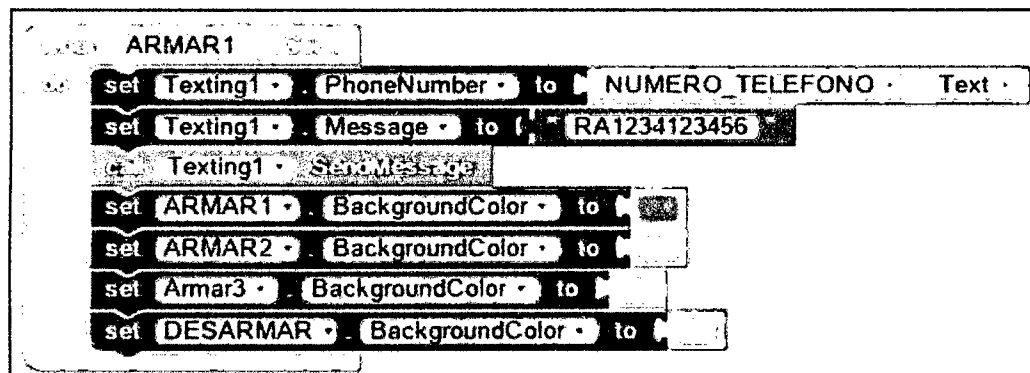 ARMAR1
set Texting1 . PhoneNumber to NUMERO_TELEFONO . Text
set Texting1 . Message to " RA1234123456 "
call Texting1 . SendMessage
set ARMAR1 . BackgroundColor to
set ARMAR2 . BackgroundColor to
set Armar3 . BackgroundColor to
set DESARMAR . BackgroundColor to